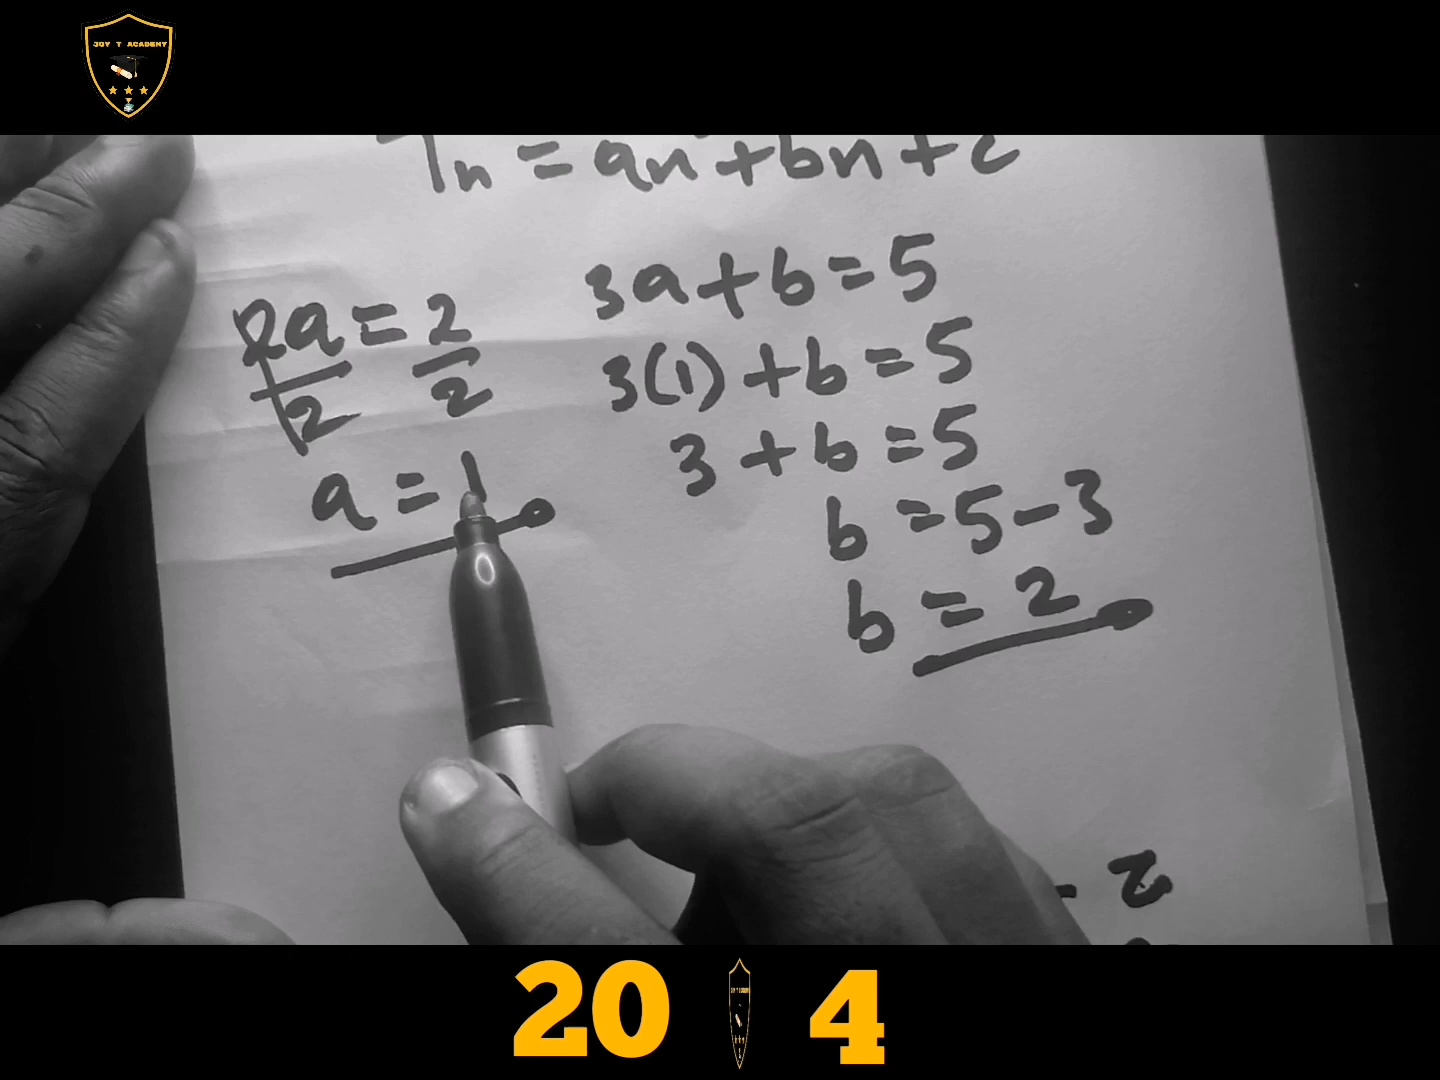 JOY T ACADEMY
Tn = an²+bn+c
2a = 2
2 2
a = 1
3a+b=5
3(1)+b=5
3+b=5
b=5-3
b=2
- 2
20 4